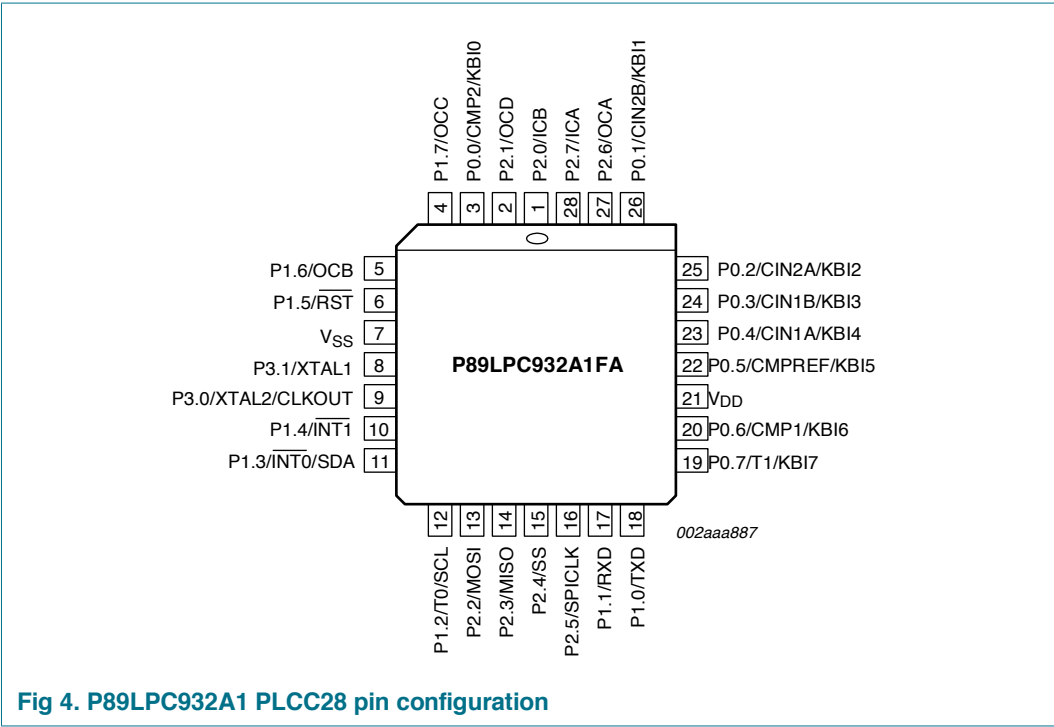 P1.7/OCC
P0.0/CMP2/KBI0
P2.1/OCD
P2.0/ICB
P2.7/ICA
P2.6/OCA
P0.1/CIN2B/KBI1
4
3
2
1
28
27
26
P1.6/OCB 5
P1.5/RST 6
VSS 7
P3.1/XTAL1 8
P3.0/XTAL2/CLKOUT 9
P1.4/INT1 10
P1.3/INT0/SDA 11
P89LPC932A1FA
25 P0.2/CIN2A/KBI2
24 P0.3/CIN1B/KBI3
23 P0.4/CIN1A/KBI4
22 P0.5/CMPREF/KBI5
21 VDD
20 P0.6/CMP1/KBI6
19 P0.7/T1/KBI7
12
13
14
15
16
17
18
P1.2/T0/SCL
P2.2/MOSI
P2.3/MISO
P2.4/SS
P2.5/SPICLK
P1.1/RXD
P1.0/TXD
002aaa887
Fig 4. P89LPC932A1 PLCC28 pin configuration